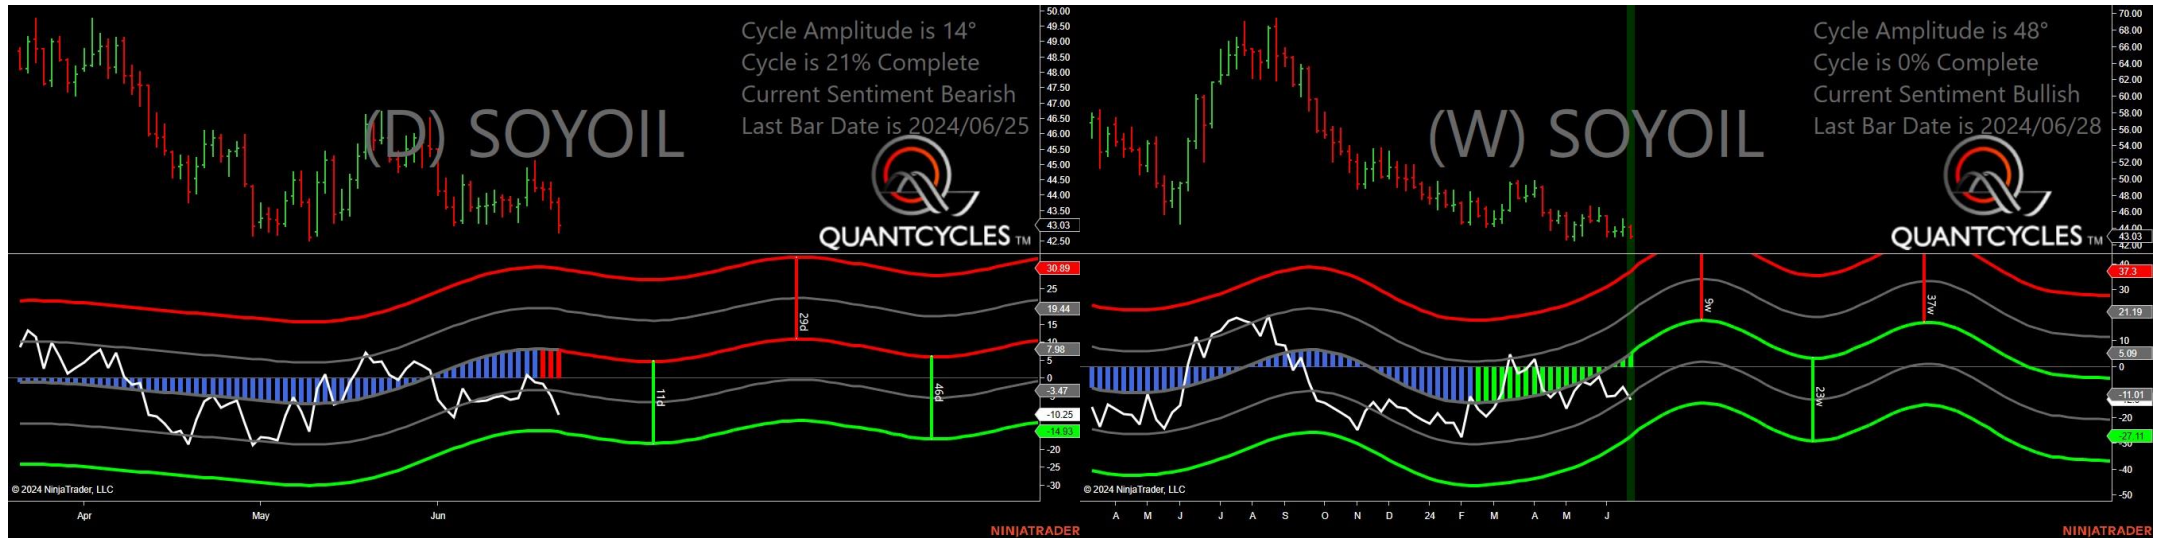 Cycle Amplitude is 14°
Cycle is 21% Complete
Current Sentiment Bearish
Last Bar Date is 2024/06/25
(D) SOYOIL
QUANTCYCLES TM
50.00
49.50
49.00
48.50
48.00
47.50
47.00
46.50
46.00
45.50
45.00
44.50
44.00
43.50
43.03
42.50
30.89
25
19.44
15
10
7.98
5
0
-3.47
-10.25
-14.93
-20
-25
-30
29d
11d
46d
© 2024 NinjaTrader, LLC
Apr
May
Jun
NINJATRADER
Cycle Amplitude is 48°
Cycle is 0% Complete
Current Sentiment Bullish
Last Bar Date is 2024/06/28
(W) SOYOIL
QUANTCYCLES TM
70.00
68.00
66.00
64.00
62.00
60.00
58.00
56.00
54.00
52.00
50.00
48.00
46.00
44.00
43.03
42.00
40
37.3
30
21.19
10
5.09
0
-11.01
-20
-27.11
-30
-40
-50
9w
37w
23w
© 2024 NinjaTrader, LLC
A M J J A S O N D 24 F M A M J
NINJATRADER